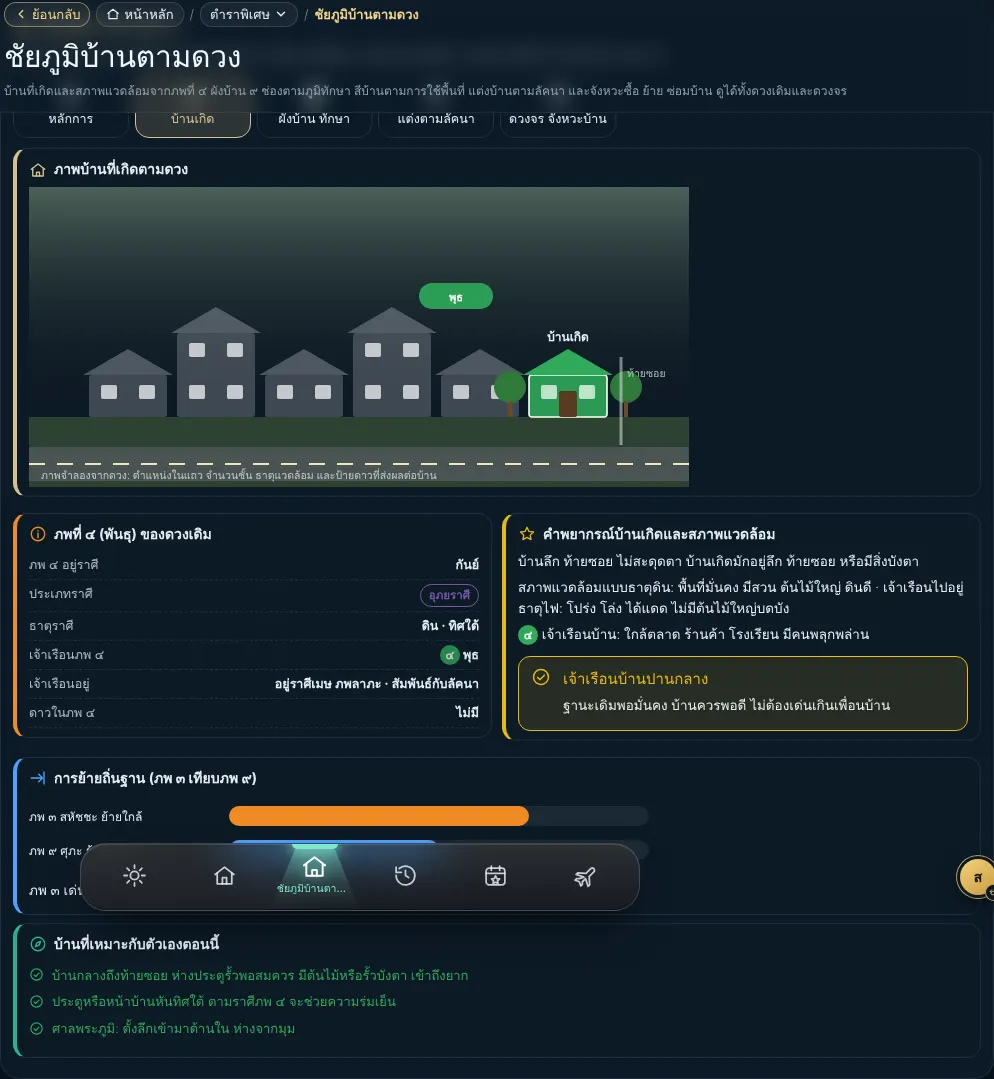 ย้อนกลับ หน้าหลัก / ตำราพิเศษ / ชัยภูมิบ้านตามดวง
ชัยภูมิบ้านตามดวง
บ้านที่เกิดและสภาพแวดล้อมจากภพที่ ๔ ผังบ้าน ๙ ช่องตามภูมิทักษา สีบ้านตามการใช้พื้นที่ แต่งบ้านตามลัคนา และจังหวะซื้อ ย้าย ซ่อมบ้าน ดูได้ทั้งดวงเดิมและดวงจร
หลักการ บ้านเกิด ผังบ้าน ทักษา แต่งตามลัคนา ดวงจร จังหวะบ้าน
ภาพบ้านที่เกิดตามดวง
พุธ
บ้านเกิด
ท้ายซอย
ภาพจำลองจากดวง: ตำแหน่งในแถว จำนวนชั้น ธาตุแวดล้อม และป้ายดาวที่ส่งผลต่อบ้าน
ภพที่ ๔ (พันธุ) ของดวงเดิม
ภพ ๔ อยู่ราศี กันย์
ประเภทราศี อุภยราศี
ธาตุราศี ดิน · ทิศใต้
เจ้าเรือนภพ ๔ ๔ พุธ
เจ้าเรือนอยู่ อยู่ราศีเมษ ภพลาภะ · สัมพันธ์กับลัคนา
ดาวในภพ ๔ ไม่มี
คำพยากรณ์บ้านเกิดและสภาพแวดล้อม
บ้านลึก ท้ายซอย ไม่สะดุดตา บ้านเกิดมักอยู่ลึก ท้ายซอย หรือมีสิ่งบังตา
สภาพแวดล้อมแบบธาตุดิน: พื้นที่มั่นคง มีสวน ต้นไม้ใหญ่ ดินดี · เจ้าเรือนไปอยู่
ธาตุไฟ: โปร่ง โล่ง ได้แดด ไม่มีต้นไม้ใหญ่บดบัง
๔ เจ้าเรือนบ้าน: ใกล้ตลาด ร้านค้า โรงเรียน มีคนพลุกพล่าน
เจ้าเรือนบ้านปานกลาง
ฐานะเดิมพอมั่นคง บ้านควรพอดี ไม่ต้องเด่นเกินเพื่อนบ้าน
การย้ายถิ่นฐาน (ภพ ๓ เทียบภพ ๙)
ภพ ๓ สหัชชะ ย้ายใกล้
ภพ ๙ ศุภะ
ภพ ๓ เด่น
ชัยภูมิบ้านตา...
ส
บ้านที่เหมาะกับตัวเองตอนนี้
บ้านกลางถึงท้ายซอย ห่างประตูรั้วพอสมควร มีต้นไม้หรือรั้วบังตา เข้าถึงยาก
ประตูหรือหน้าบ้านหันทิศใต้ ตามราศีภพ ๔ จะช่วยความร่มเย็น
ศาลพระภูมิ: ตั้งลึกเข้ามาด้านใน ห่างจากมุม